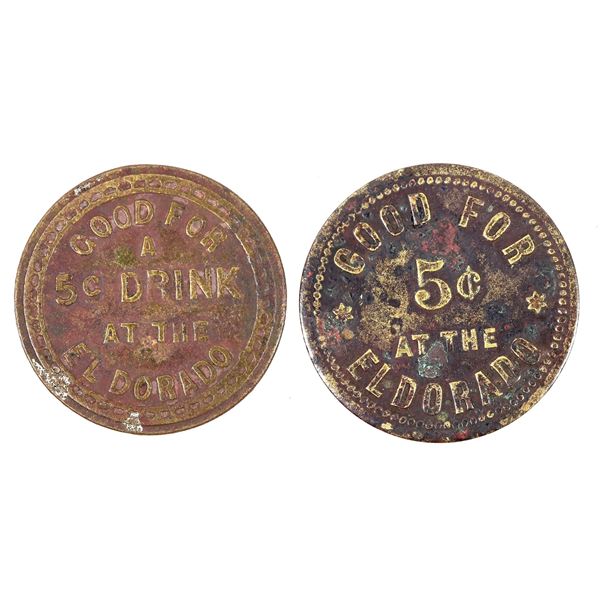 GOOD FOR
A
5¢ DRINK
AT THE
EL DORADO
GOOD FOR
5¢
AT THE
EL DORADO